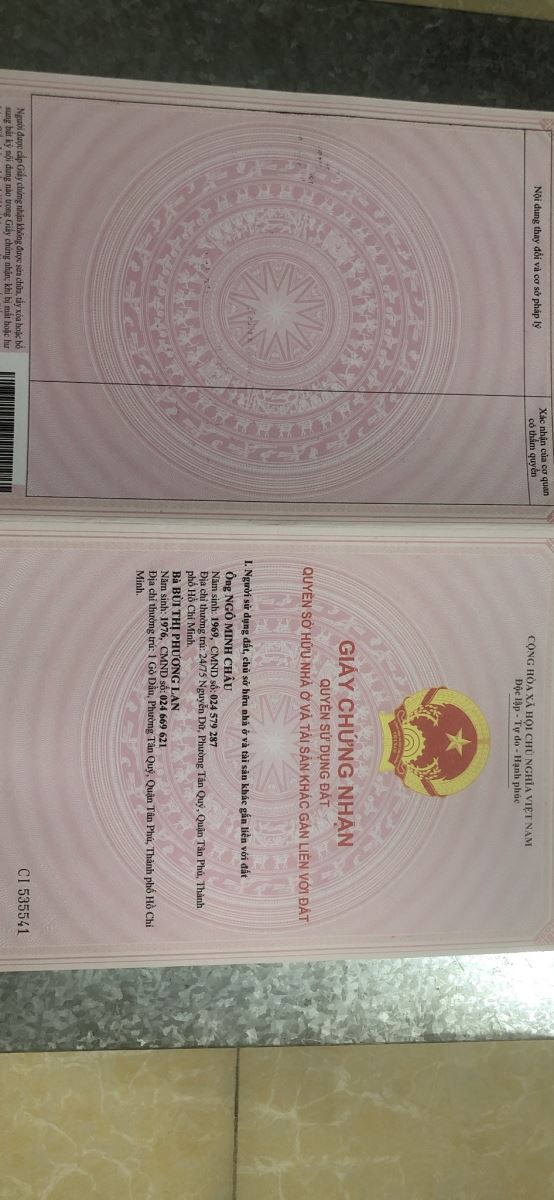 Nội dung thay đổi và cơ sở pháp lý
Xác nhận của cơ quan
có thẩm quyền
Người được cấp Giấy chứng nhận không được sửa chữa, tẩy xóa hoặc bổ
sung bất kỳ nội dung nào trong Giấy chứng nhận; khi bị mất hoặc hư
CỘNG HÒA XÃ HỘI CHỦ NGHĨA VIỆT NAM
Độc lập - Tự do - Hạnh phúc
GIẤY CHỨNG NHẬN
QUYỀN SỬ DỤNG ĐẤT
QUYỀN SỞ HỮU NHÀ Ở VÀ TÀI SẢN KHÁC GẮN LIỀN VỚI ĐẤT
I. Người sử dụng đất, chủ sở hữu nhà ở và tài sản khác gắn liền với đất
Ông NGÔ MINH CHÂU
Năm sinh: 1969, CMND số: 024 579 287
Địa chỉ thường trú: 24/75 Nguyễn Dữ, Phường Tân Quý, Quận Tân Phú, Thành
phố Hồ Chí Minh.
Bà BÙI THỊ PHƯƠNG LAN
Năm sinh: 1976, CMND số: 024 669 621
Địa chỉ thường trú: Gò Dầu, Phường Tân Quý, Quận Tân Phú, Thành phố Hồ Chí
Minh.
CI 535541